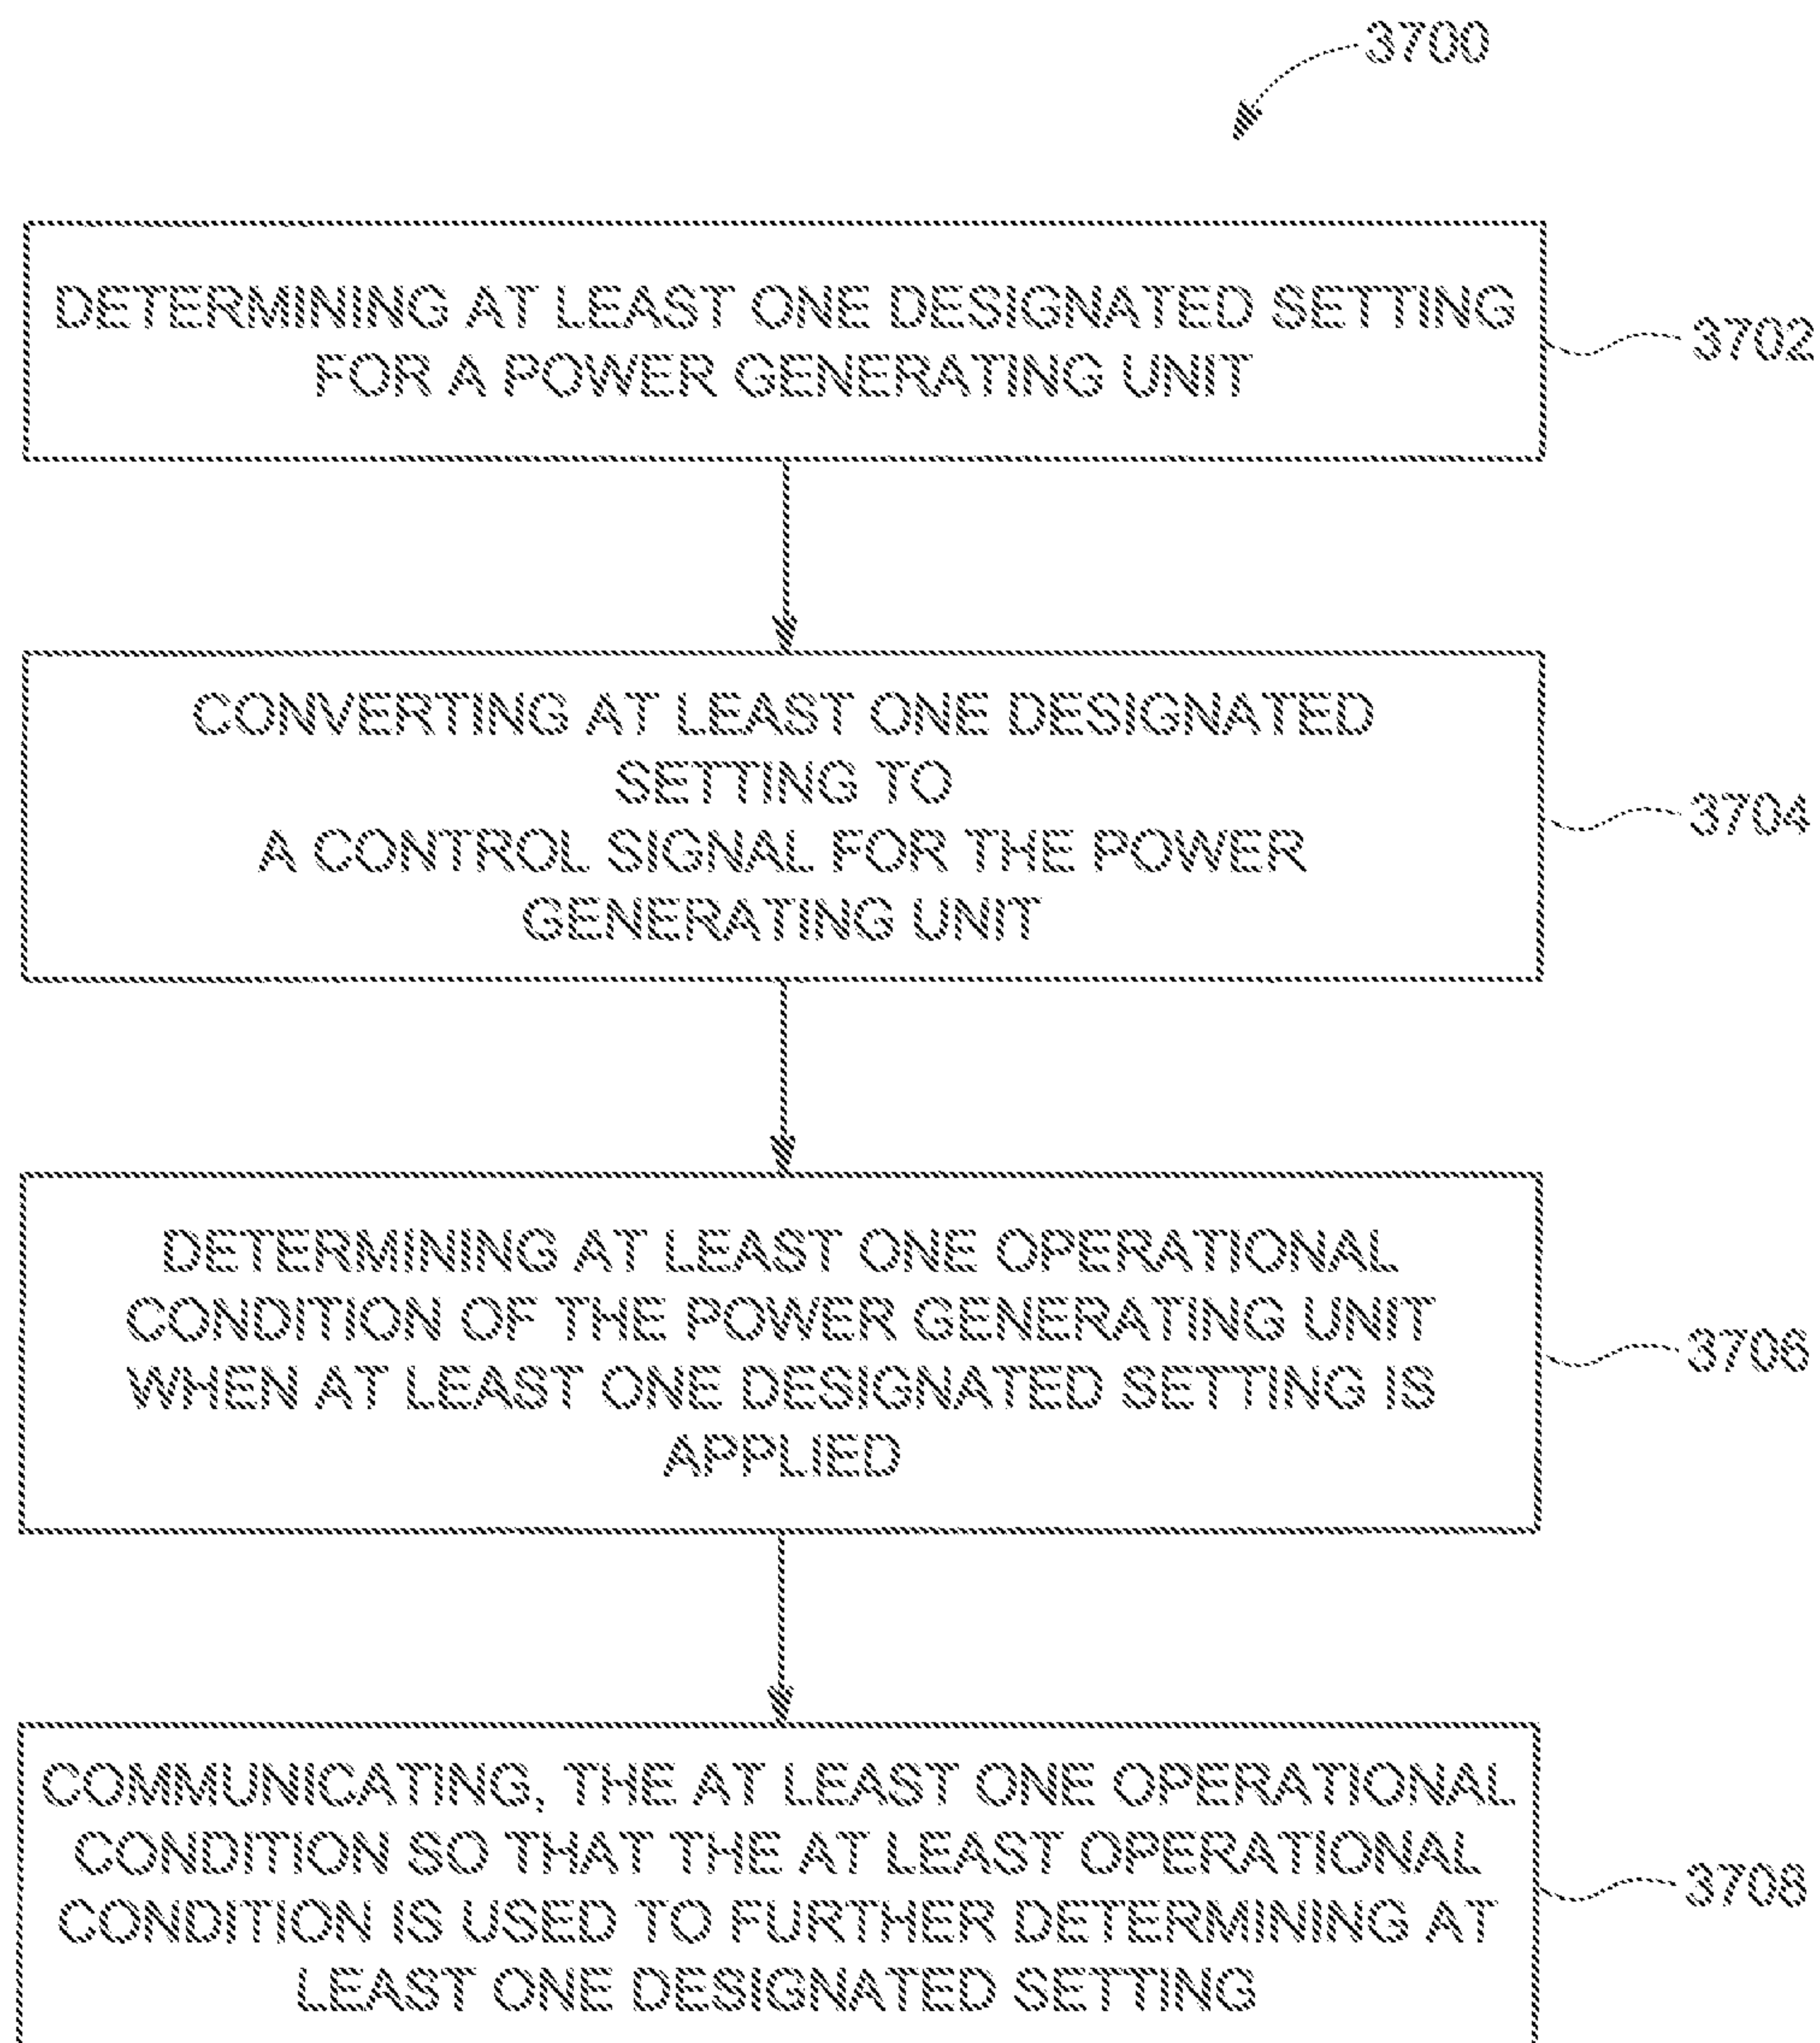 3700
DETERMINING AT LEAST ONE DESIGNATED SETTING
FOR A POWER GENERATING UNIT
3702
CONVERTING AT LEAST ONE DESIGNATED
SETTING TO
A CONTROL SIGNAL FOR THE POWER
GENERATING UNIT
3704
DETERMINING AT LEAST ONE OPERATIONAL
CONDITION OF THE POWER GENERATING UNIT
WHEN AT LEAST ONE DESIGNATED SETTING IS
APPLIED
3706
COMMUNICATING, THE AT LEAST ONE OPERATIONAL
CONDITION SO THAT THE AT LEAST OPERATIONAL
CONDITION IS USED TO FURTHER DETERMINING AT
LEAST ONE DESIGNATED SETTING
3708